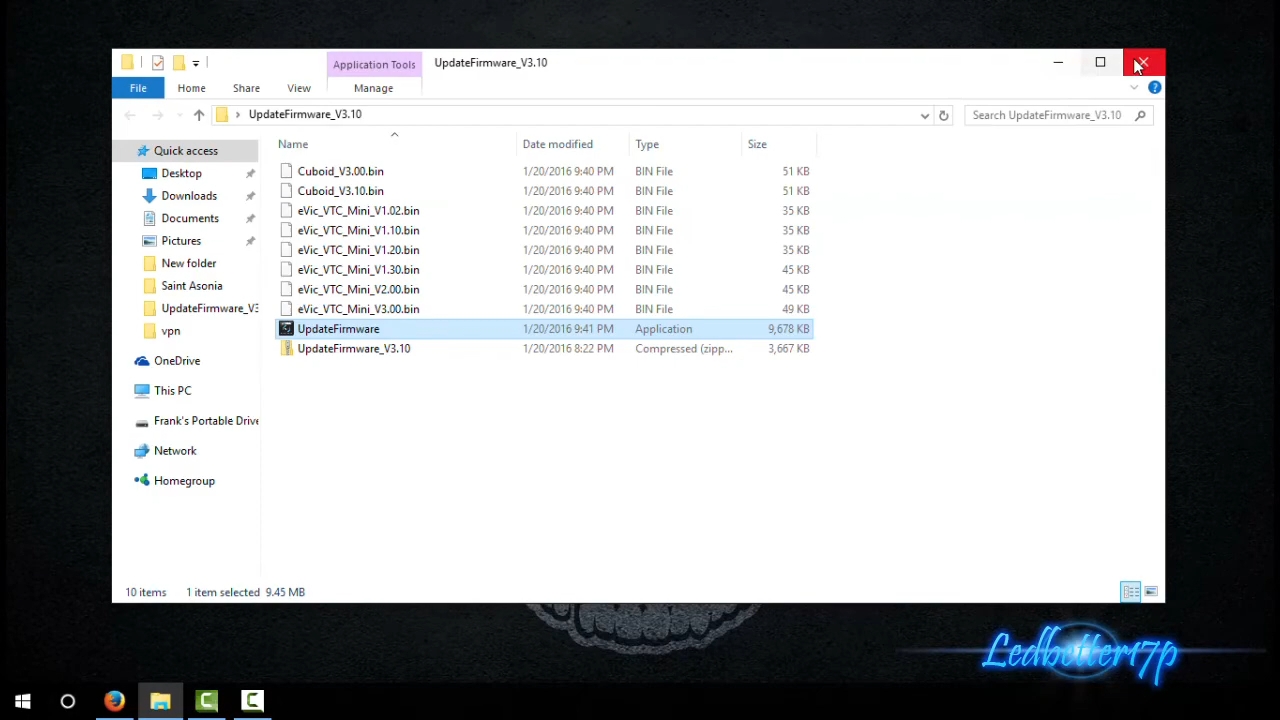 Application Tools
UpdateFirmware_V3.10
File
Home
Share
View
Manage
UpdateFirmware_V3.10
Search UpdateFirmware_V3.10
Name
Date modified
Type
Size
Quick access
Desktop
Downloads
Documents
Pictures
New folder
Saint Asonia
UpdateFirmware_V3
vpn
OneDrive
This PC
Frank's Portable Drive
Network
Homegroup
Cuboid_V3.00.bin 1/20/2016 9:40 PM BIN File 51 KB
Cuboid_V3.10.bin 1/20/2016 9:40 PM BIN File 51 KB
eVic_VTC_Mini_V1.02.bin 1/20/2016 9:40 PM BIN File 35 KB
eVic_VTC_Mini_V1.10.bin 1/20/2016 9:40 PM BIN File 35 KB
eVic_VTC_Mini_V1.20.bin 1/20/2016 9:40 PM BIN File 35 KB
eVic_VTC_Mini_V1.30.bin 1/20/2016 9:40 PM BIN File 45 KB
eVic_VTC_Mini_V2.00.bin 1/20/2016 9:40 PM BIN File 45 KB
eVic_VTC_Mini_V3.00.bin 1/20/2016 9:40 PM BIN File 49 KB
UpdateFirmware 1/20/2016 9:41 PM Application 9,678 KB
UpdateFirmware_V3.10 1/20/2016 8:22 PM Compressed (zipp... 3,667 KB
10 items 1 item selected 9.45 MB
Ledbetter17p